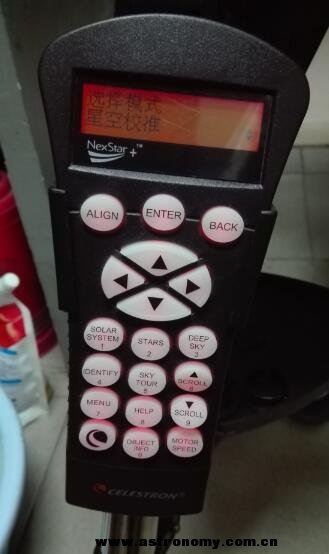 选择模式
星空校准
NexStar+™
ALIGN ENTER BACK
SOLAR SYSTEM 1 STARS 2 DEEP SKY 3
IDENTIFY 4 SKY TOUR 5 SCROLL 6
MENU 7 HELP 8 SCROLL 9
OBJECT INFO 0 MOTOR SPEED
CELESTRON®
www.astronomy.com.cn